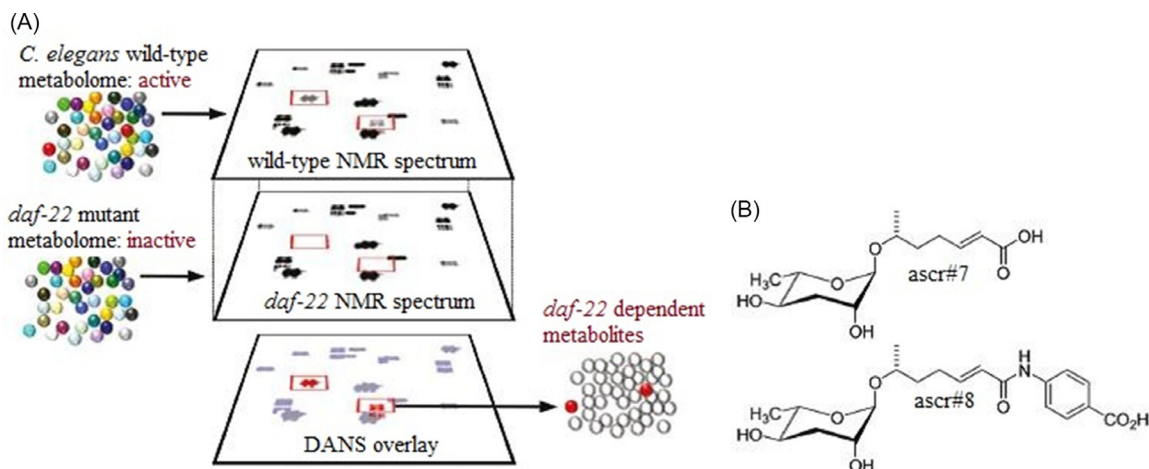 (A)
C. elegans wild-type
metabolome: active
wild-type NMR spectrum
daf-22 mutant
metabolome: inactive
daf-22 NMR spectrum
daf-22 dependent
metabolites
DANS overlay
(B)
O
OH
O
H₃C
O
HO
OH
ascr#7
O
H
N
O
H₃C
O
HO
OH
ascr#8
CO₂H